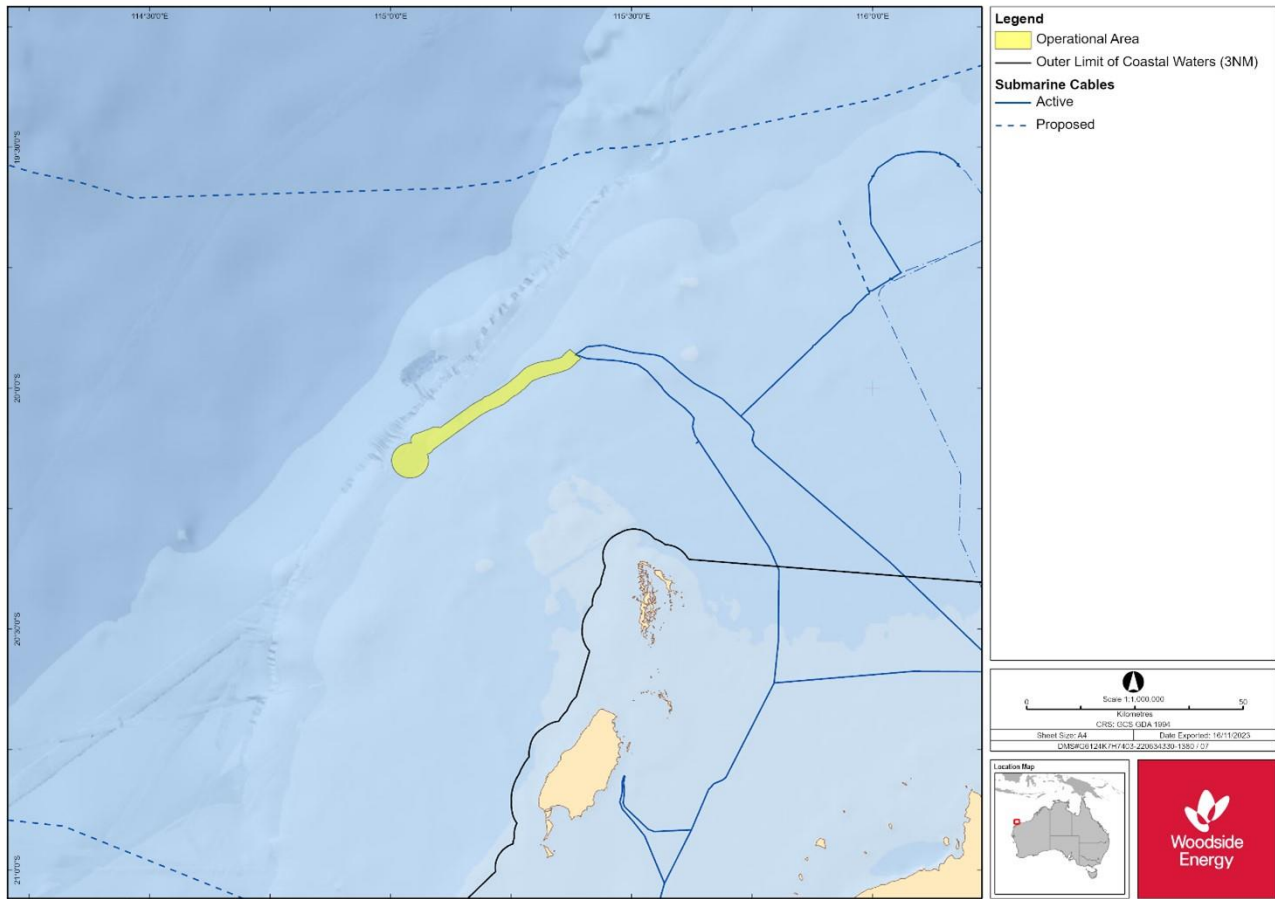 114°30'0"E
115°0'0"E
115°30'0"E
116°0'0"E
19°30'0"S
20°0'0"S
20°30'0"S
21°0'0"S
Legend
Operational Area
Outer Limit of Coastal Waters (3NM)
Submarine Cables
Active
Proposed
Scale 1:1,000,000
0 50
Kilometres
CRS: GCS GDA 1994
Sheet Size: A4 Date Exported: 16/11/2023
Location Map
Woodside
Energy